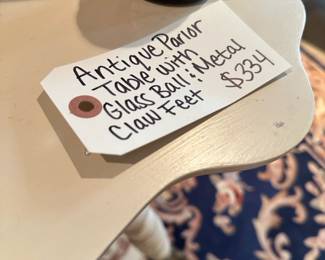 Antique Parlor
Table with
Glass Ball & Metal
Claw Feet $334